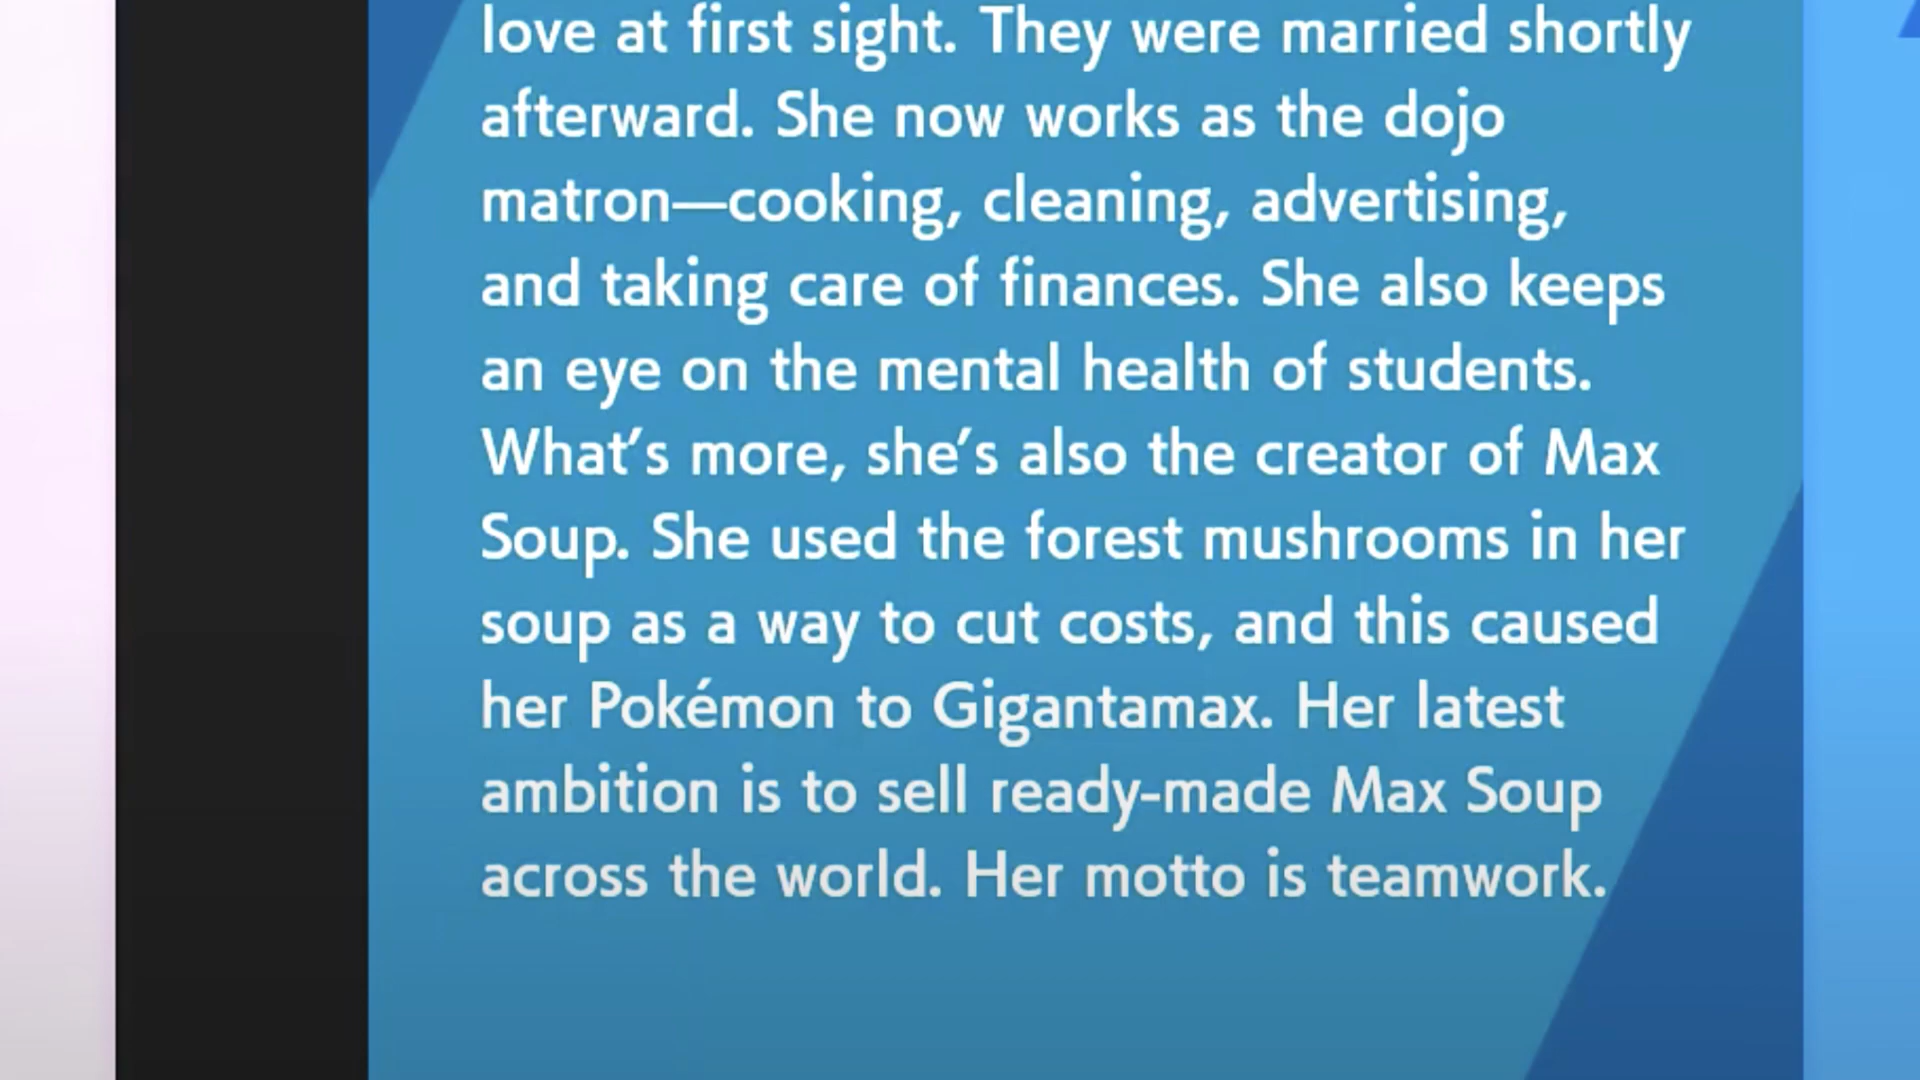 love at first sight. They were married shortly
afterward. She now works as the dojo
matron—cooking, cleaning, advertising,
and taking care of finances. She also keeps
an eye on the mental health of students.
What's more, she's also the creator of Max
Soup. She used the forest mushrooms in her
soup as a way to cut costs, and this caused
her Pokémon to Gigantamax. Her latest
ambition is to sell ready-made Max Soup
across the world. Her motto is teamwork.